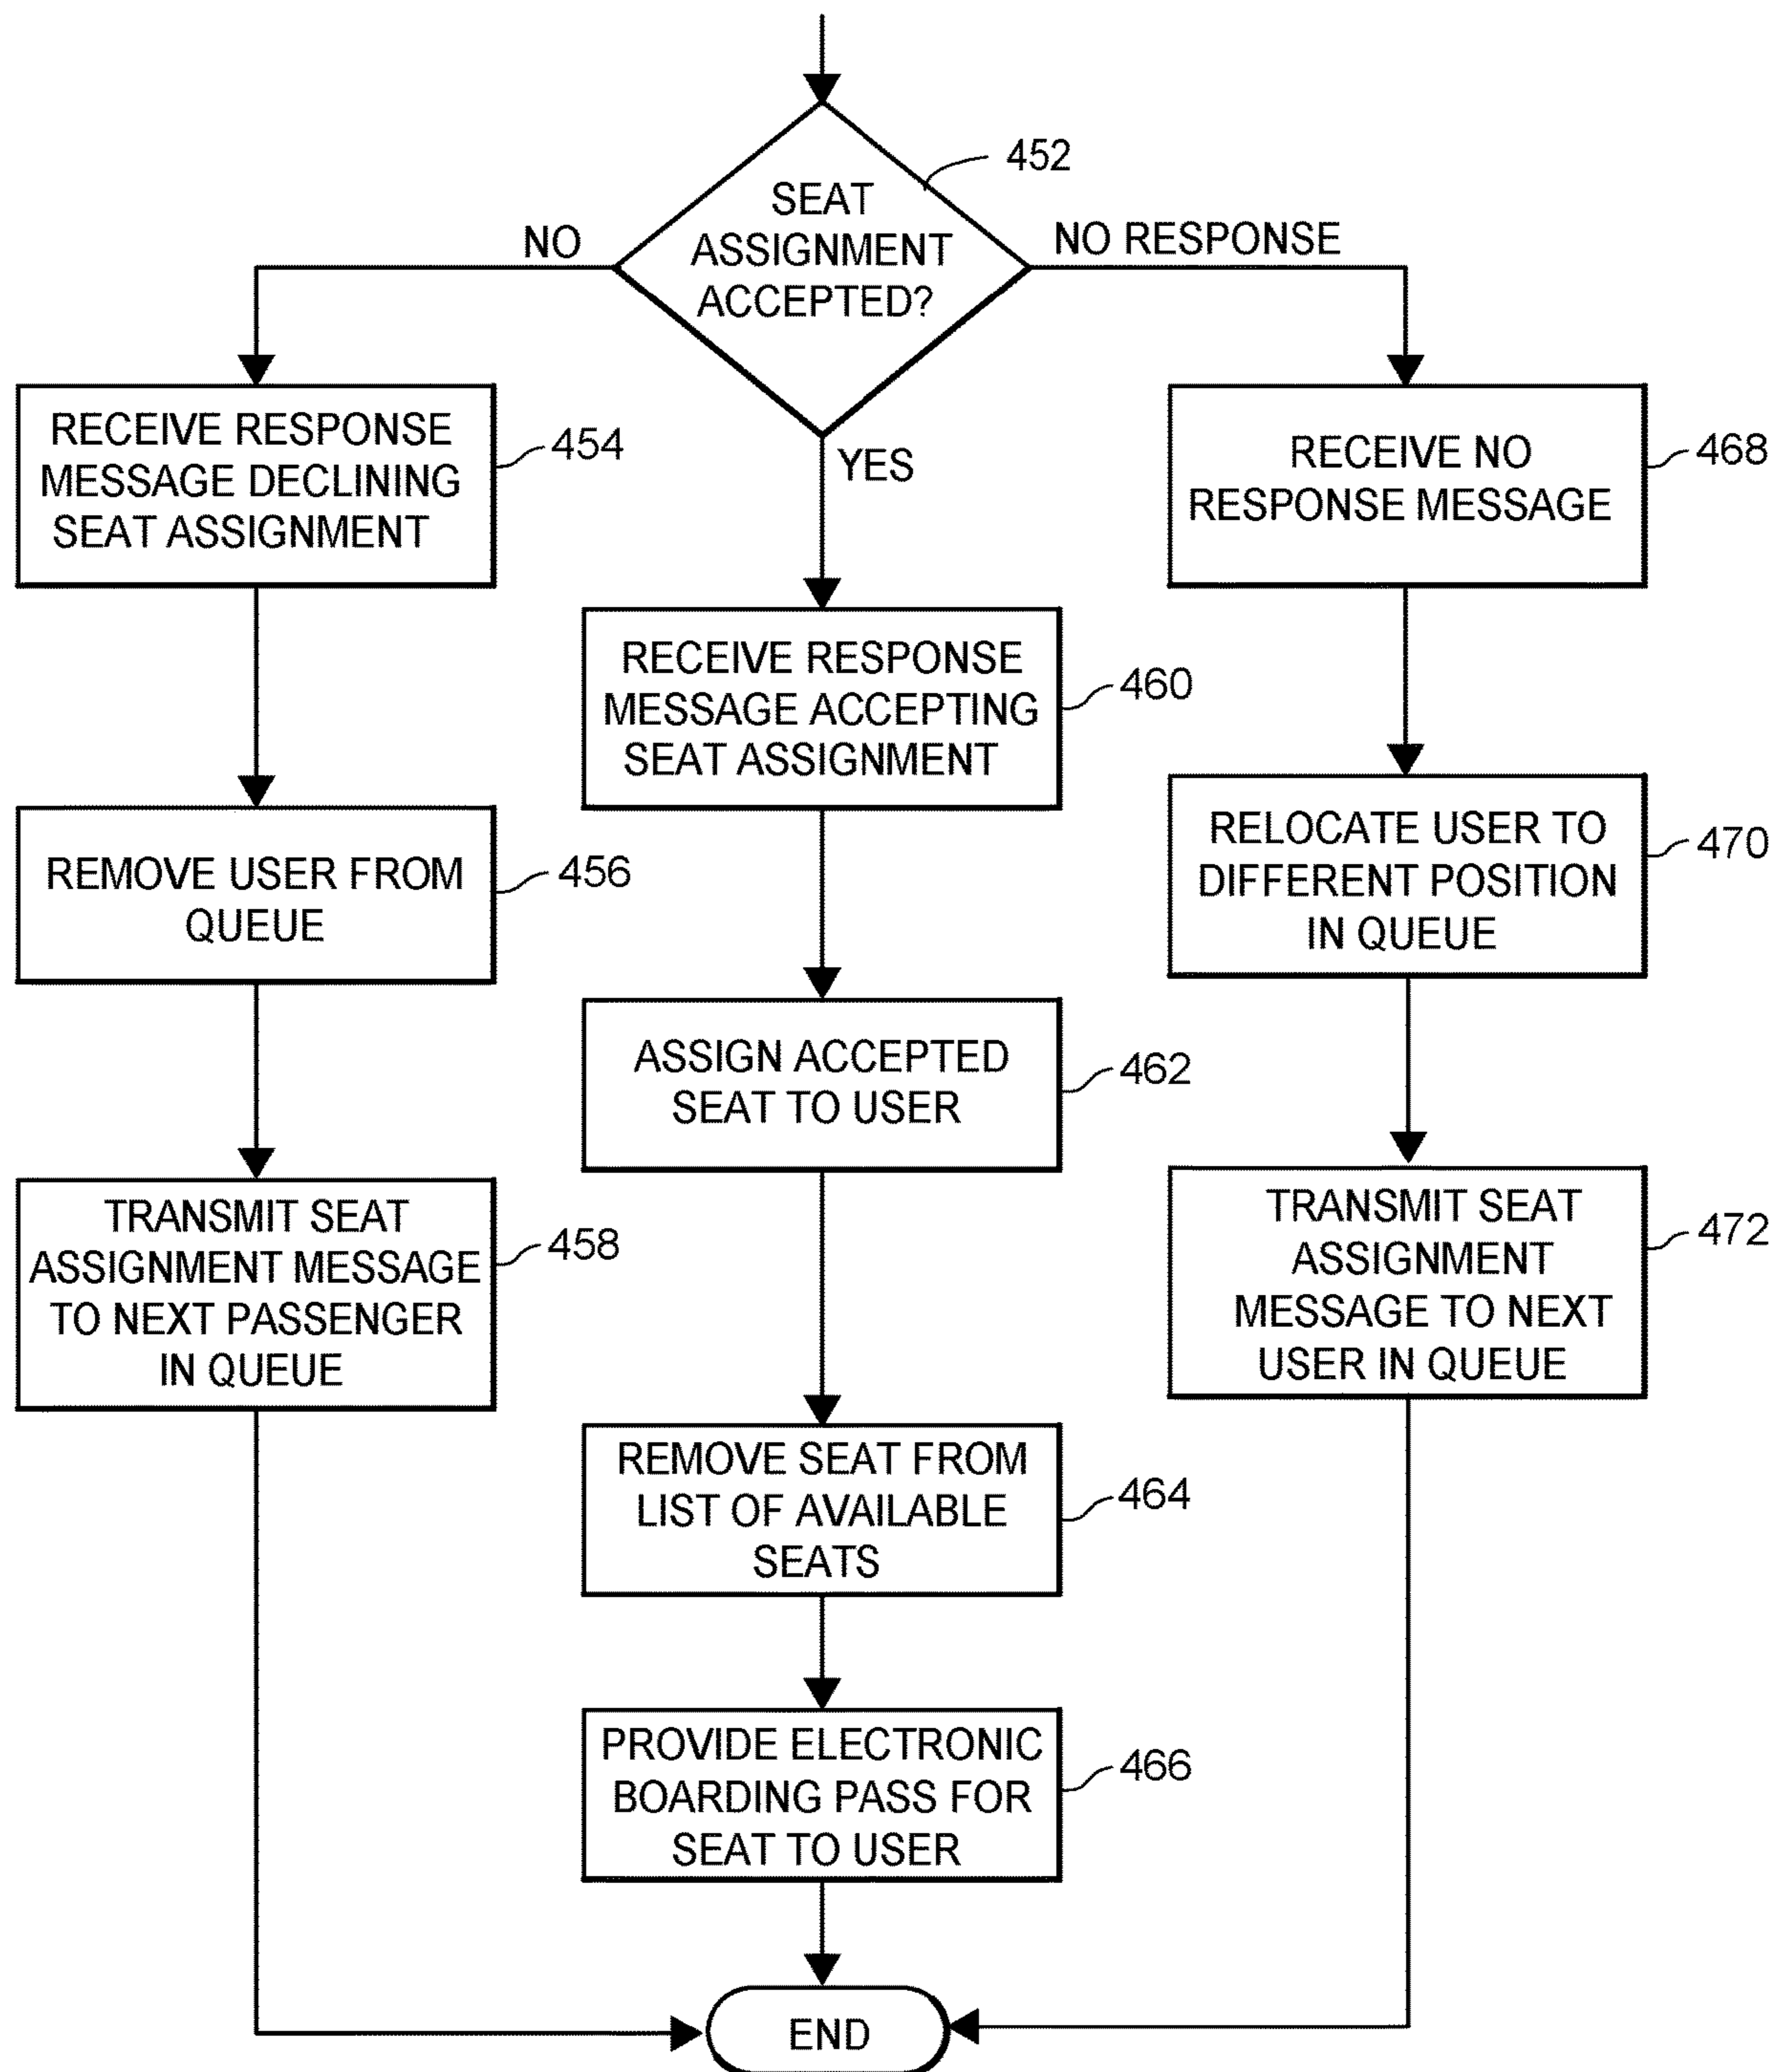 SEAT
ASSIGNMENT
ACCEPTED?
452
NO
NO RESPONSE
YES
RECEIVE RESPONSE
MESSAGE DECLINING
SEAT ASSIGNMENT
454
REMOVE USER FROM
QUEUE
456
TRANSMIT SEAT
ASSIGNMENT MESSAGE
TO NEXT PASSENGER
IN QUEUE
458
RECEIVE RESPONSE
MESSAGE ACCEPTING
SEAT ASSIGNMENT
460
ASSIGN ACCEPTED
SEAT TO USER
462
REMOVE SEAT FROM
LIST OF AVAILABLE
SEATS
464
PROVIDE ELECTRONIC
BOARDING PASS FOR
SEAT TO USER
466
RECEIVE NO
RESPONSE MESSAGE
468
RELOCATE USER TO
DIFFERENT POSITION
IN QUEUE
470
TRANSMIT SEAT
ASSIGNMENT
MESSAGE TO NEXT
USER IN QUEUE
472
END